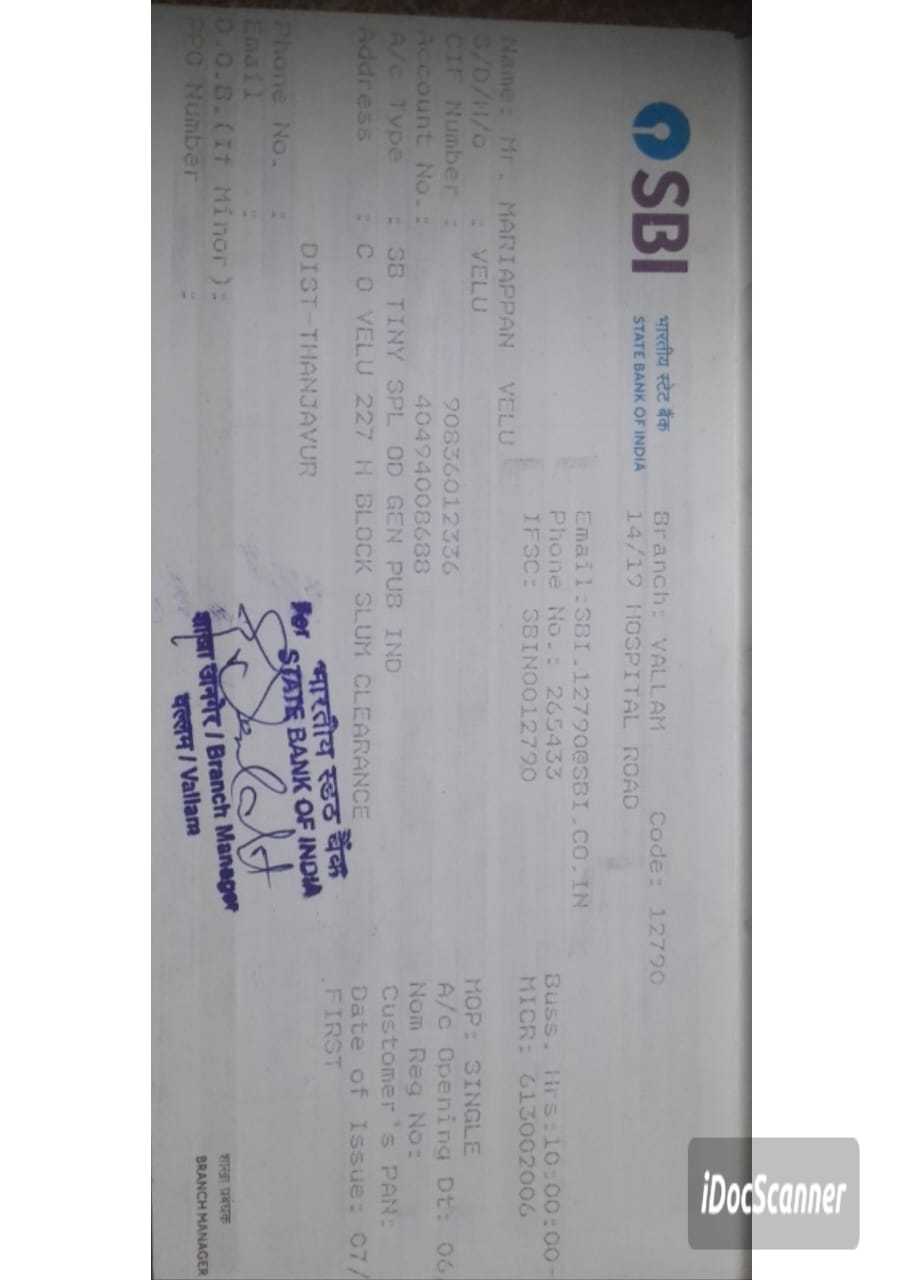 SBI
भारतीय स्टेट बैंक
STATE BANK OF INDIA
Branch: VALLAM Code: 12790
14/19 HOSPITAL ROAD
Email:SBI.12790@SBI.CO.IN
Phone No.: 265433 Buss. Hrs:10:00:00-
IFSC: SBIN0012790 MICR: 613002006
Name: Mr. MARIAPPAN VELU
S/D/H/o : VELU MOP: SINGLE
CIF Number : 90836012336 A/c Opening Dt: 06
Account No.: 40494008688 Nom Reg No:
A/c Type : SB TINY SPL OD GEN PUB IND Customer's PAN:
Address : C O VELU 227 H BLOCK SLUM CLEARANCE Date of Issue: 07/
.FIRST
DIST-THANJAVUR
Phone No. :
Email :
D.O.B.(If Minor):
PPO Number :
भारतीय स्टेट बैंक
For STATE BANK OF INDIA
/ Branch Manager
वल्लम / Vallam
शाखा प्रबंधक
BRANCH MANAGER
iDocScanner